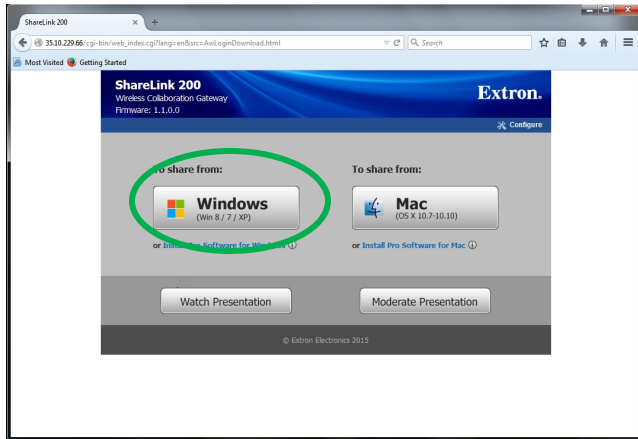 ShareLink 200
35.10.229.66/cgi-bin/web_index.cgi?lang=en&src=AwLoginDownload.html
Search
Most Visited Getting Started
ShareLink 200
Wireless Collaboration Gateway
Firmware: 1.1.0.0
Extron.
Configure
To share from:
To share from:
Windows
(Win 8 / 7 / XP)
Mac
(OS X 10.7-10.10)
or Install Pro Software for Windows
or Install Pro Software for Mac
Watch Presentation
Moderate Presentation
© Extron Electronics 2015